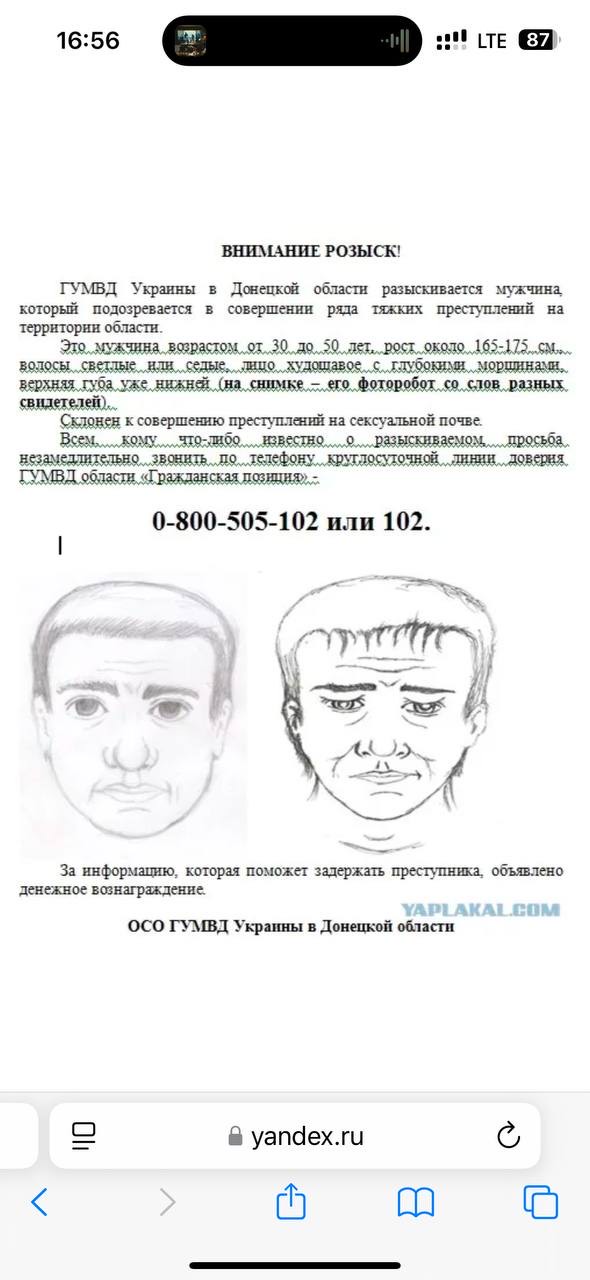 16:56
LTE
87
ВНИМАНИЕ РОЗЫСК!
ГУМВД Украины в Донецкой области разыскивается мужчина,
который подозревается в совершении ряда тяжких преступлений на
территории области.
Это мужчина возрастом от 30 до 50 лет, рост около 165-175 см.,
волосы светлые или седые, лицо худошавое с глубокими морщинами,
верхняя губа уже нижней (на снимке – его фоторобот со слов разных
свидетелей).
Склонен к совершению преступлений на сексуальной почве.
Всем, кому что-либо известно о разыскиваемом, просьба
незамедлительно звонить по телефону круглосуточной линии доверия
ГУМВД области «Гражданская позиция» -
0-800-505-102 или 102.
За информацию, которая поможет задержать преступника, объявлено
денежное вознаграждение.
YAPLAKAL.COM
ОСО ГУМВД Украины в Донецкой области
yandex.ru